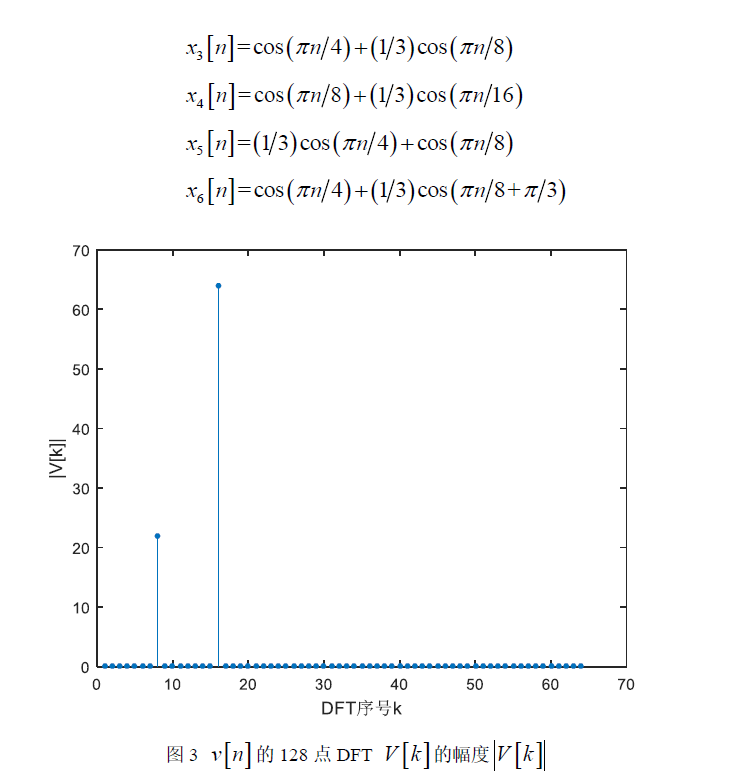 x₃[n]=cos(πn/4)+(1/3)cos(πn/8)
x₄[n]=cos(πn/8)+(1/3)cos(πn/16)
x₅[n]=(1/3)cos(πn/4)+cos(πn/8)
x₆[n]=cos(πn/4)+(1/3)cos(πn/8+π/3)
70
60
50
40
30
20
10
0
|V[k]|
0 10 20 30 40 50 60 70
DFT序号k
图 3 v[n] 的 128 点 DFT V[k] 的幅度 |V[k]|